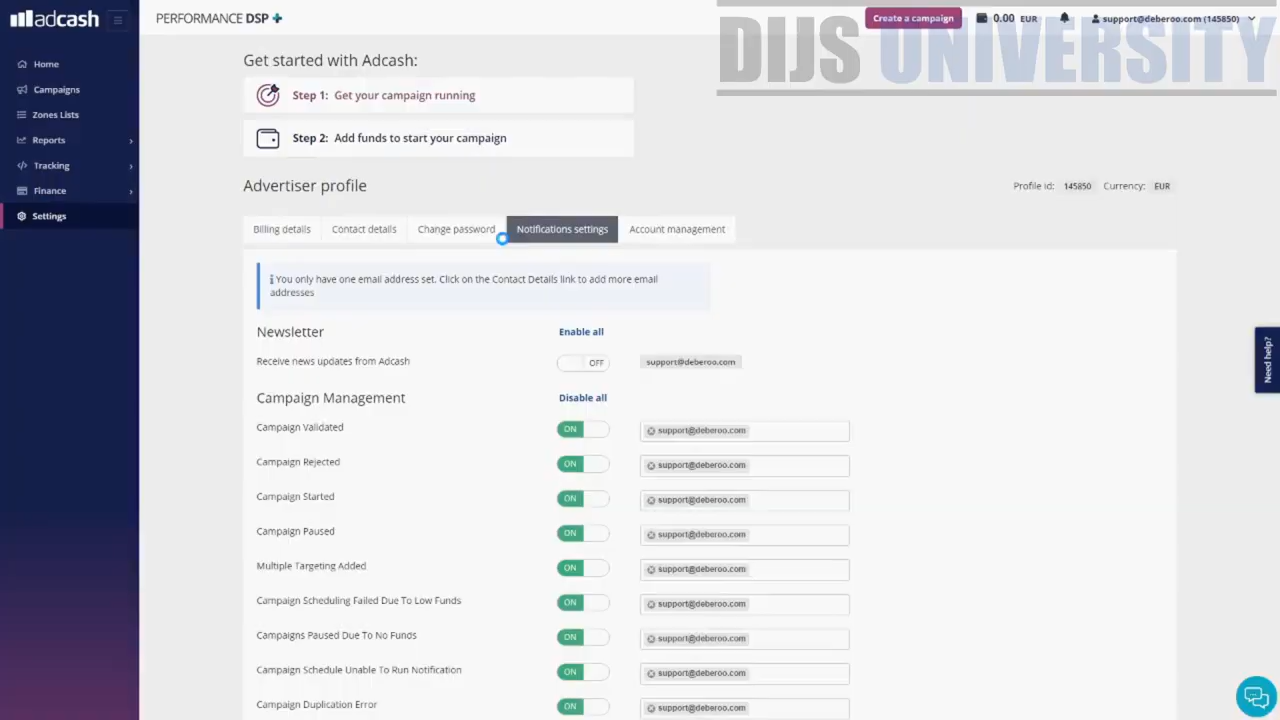 adcash
PERFORMANCE DSP +
Create a campaign
0.00 EUR
support@deberoo.com (145850)
DIJS UNIVERSITY
Home
Campaigns
Zones Lists
Reports
Tracking
Finance
Settings
Get started with Adcash:
Step 1: Get your campaign running
Step 2: Add funds to start your campaign
Advertiser profile
Profile id: 145850 Currency: EUR
Billing details
Contact details
Change password
Notifications settings
Account management
You only have one email address set. Click on the Contact Details link to add more email
addresses
Newsletter Enable all
Receive news updates from Adcash OFF support@deberoo.com
Campaign Management Disable all
Campaign Validated ON support@deberoo.com
Campaign Rejected ON support@deberoo.com
Campaign Started ON support@deberoo.com
Campaign Paused ON support@deberoo.com
Multiple Targeting Added ON support@deberoo.com
Campaign Scheduling Failed Due To Low Funds ON support@deberoo.com
Campaigns Paused Due To No Funds ON support@deberoo.com
Campaign Schedule Unable To Run Notification ON support@deberoo.com
Campaign Duplication Error ON support@deberoo.com
Need help?